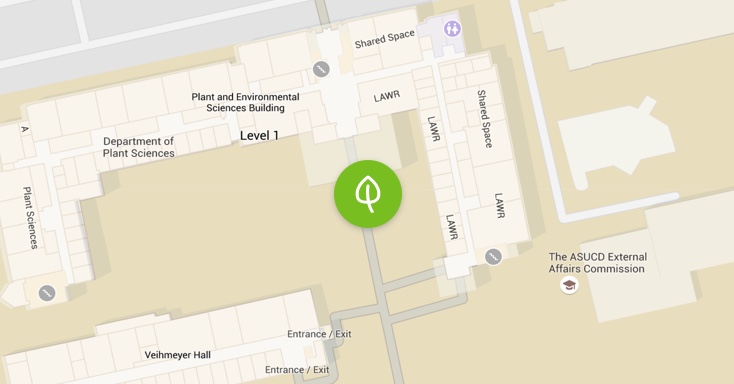 Shared Space
Plant and Environmental
Sciences Building
LAWR
Shared Space
LAWR
A
Level 1
Department of
Plant Sciences
Plant Sciences
LAWR
LAWR
The ASUCD External
Affairs Commission
Entrance / Exit
Veihmeyer Hall
Entrance / Exit